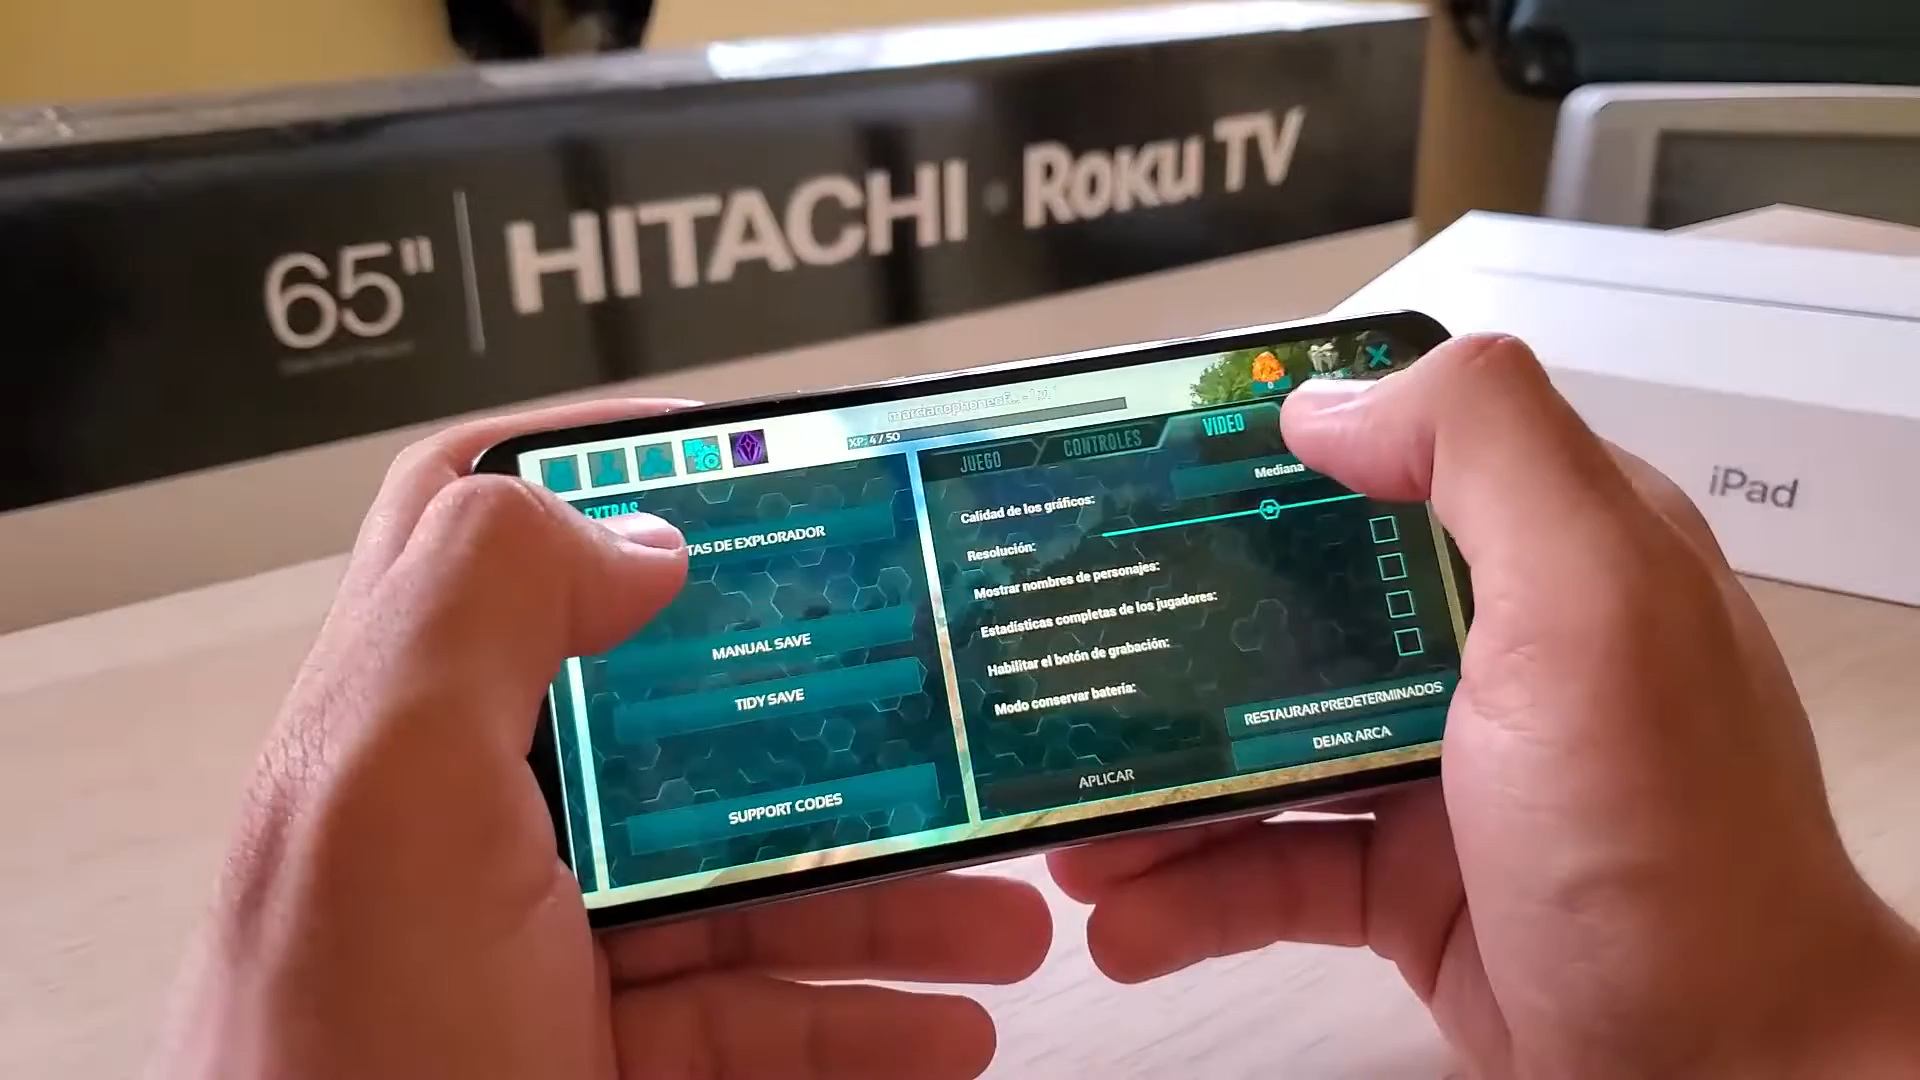 65" HITACHI Roku TV
iPad
XP: 4 / 50
JUEGO CONTROLES VIDEO
EXTRAS
TAS DE EXPLORADOR
MANUAL SAVE
TIDY SAVE
SUPPORT CODES
Calidad de los gráficos: Mediana
Resolución:
Mostrar nombres de personajes:
Estadísticas completas de los jugadores:
Habilitar el botón de grabación:
Modo conservar batería:
RESTAURAR PREDETERMINADOS
DEJAR ARCA
APLICAR